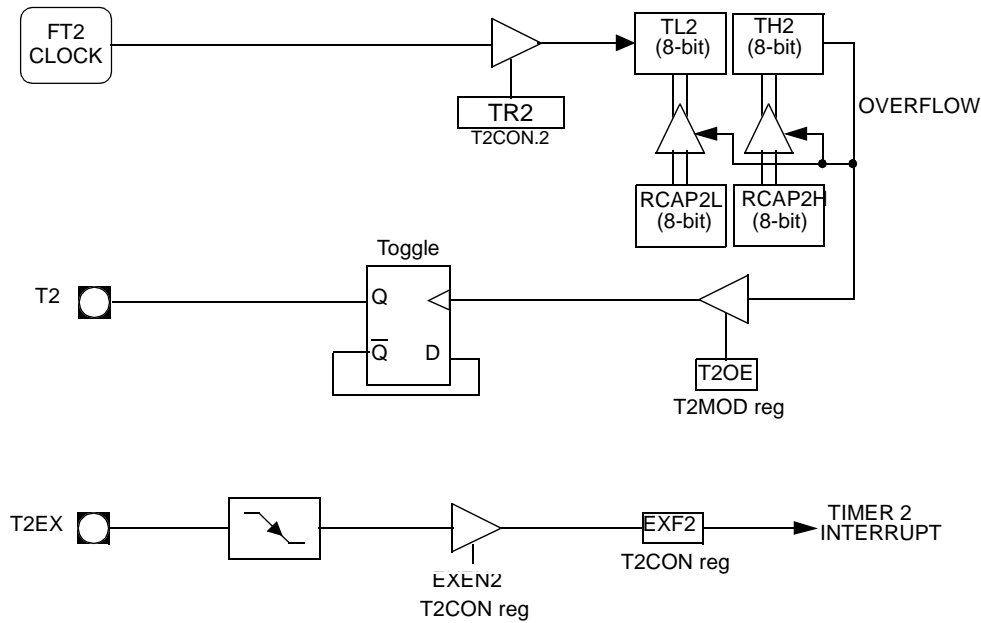 FT2
CLOCK
TL2
(8-bit)
TH2
(8-bit)
TR2
T2CON.2
OVERFLOW
RCAP2L
(8-bit)
RCAP2H
(8-bit)
Toggle
T2
Q
Q
D
T2OE
T2MOD reg
T2EX
EXEN2
T2CON reg
EXF2
T2CON reg
TIMER 2
INTERRUPT